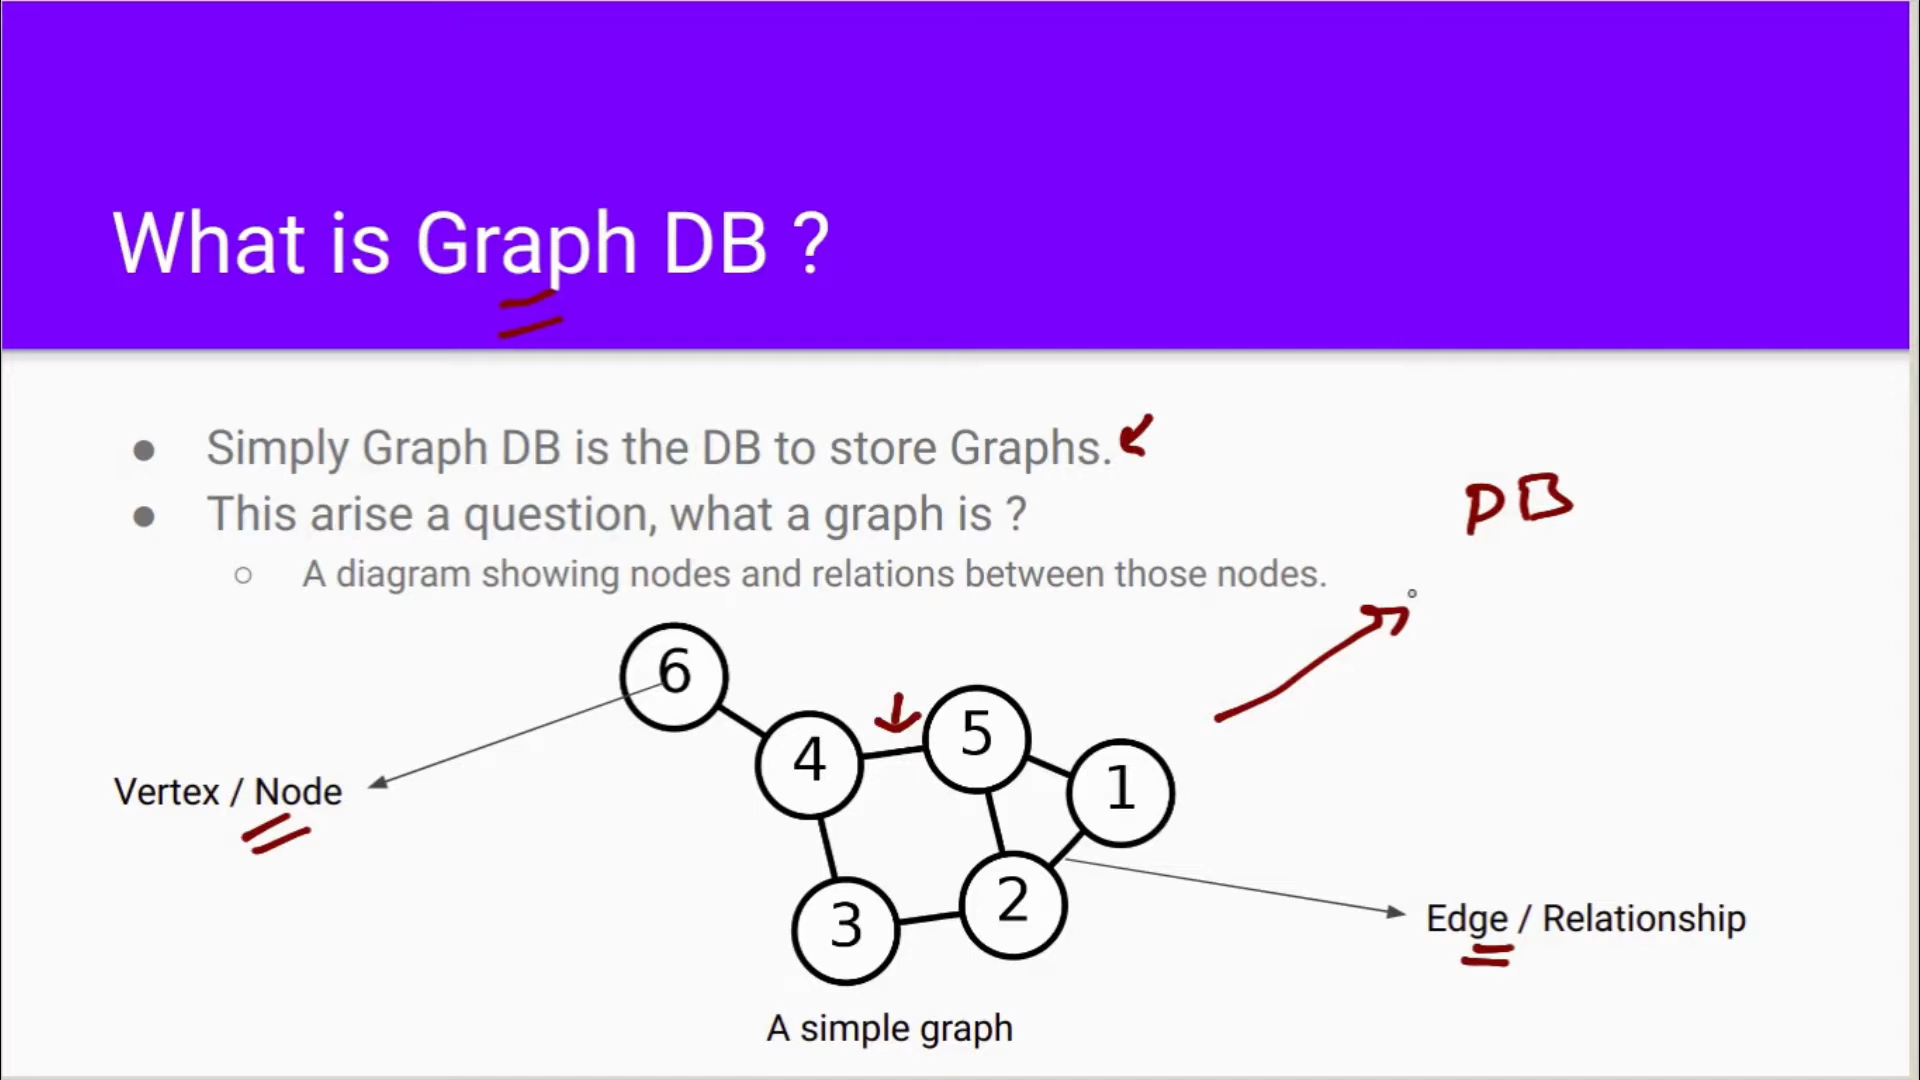 What is Graph DB ?
● Simply Graph DB is the DB to store Graphs.
● This arise a question, what a graph is ?
○ A diagram showing nodes and relations between those nodes.
DB
6
5
4
1
Vertex / Node
2
3
Edge / Relationship
A simple graph